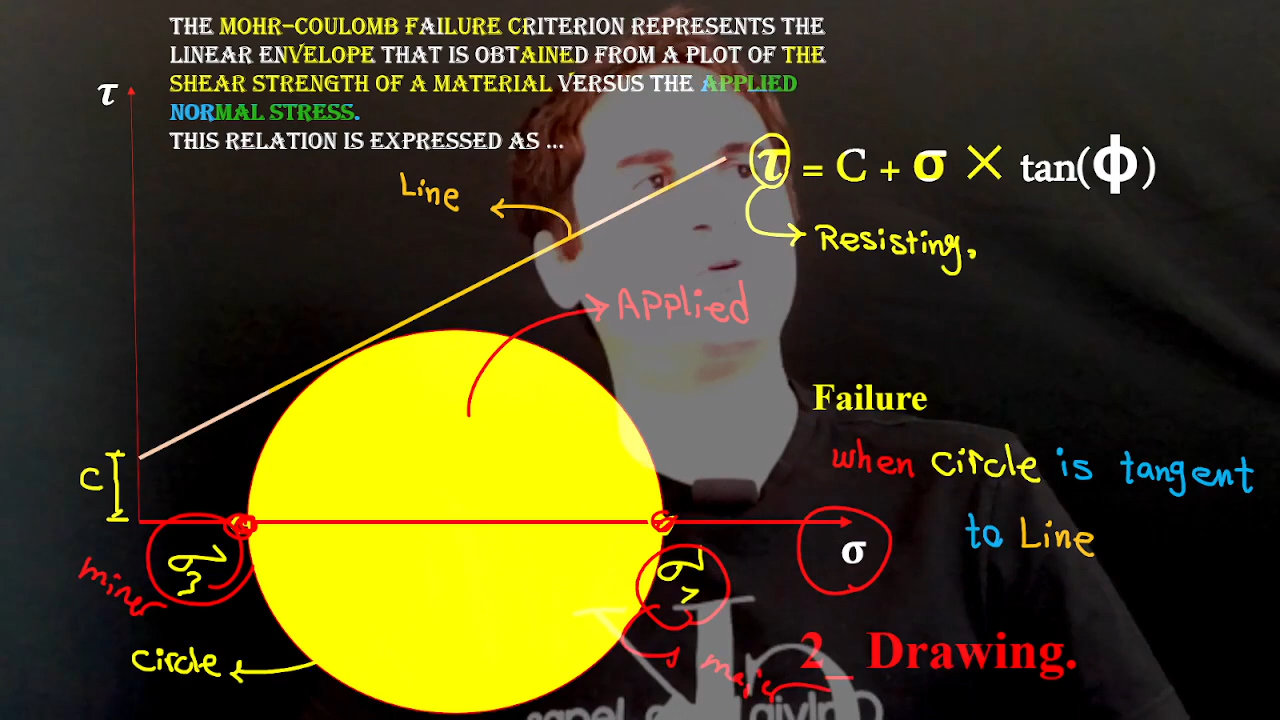 THE MOHR–COULOMB FAILURE CRITERION REPRESENTS THE
LINEAR ENVELOPE THAT IS OBTAINED FROM A PLOT OF THE
SHEAR STRENGTH OF A MATERIAL VERSUS THE APPLIED
NORMAL STRESS.
THIS RELATION IS EXPRESSED AS ...
τ
τ = C + σ × tan(ϕ)
Line
Resisting,
Applied
Failure
when circle is tangent
to Line
C
σ
σ3
σ1
miner
circle
2_ Drawing.